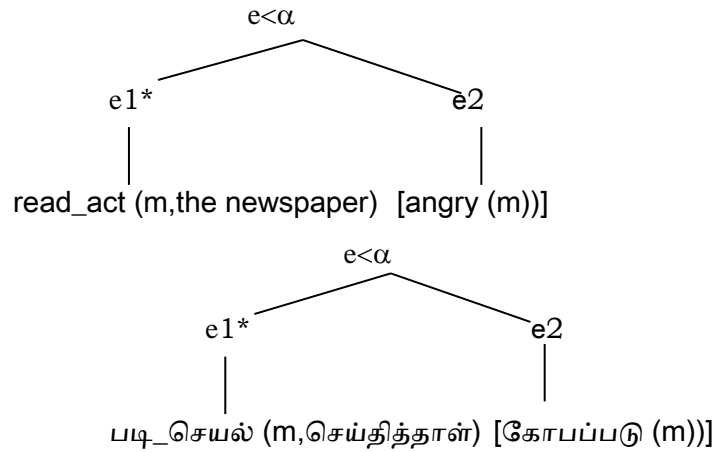 e<α
e1* e2
read_act (m,the newspaper) [angry (m))]
e<α
e1* e2
படி_செயல் (m,செய்தித்தாள்) [கோபப்படு (m))]